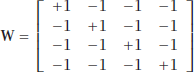 W = [ +1 −1 −1 −1
−1 +1 −1 −1
−1 −1 +1 −1
−1 −1 −1 +1 ]